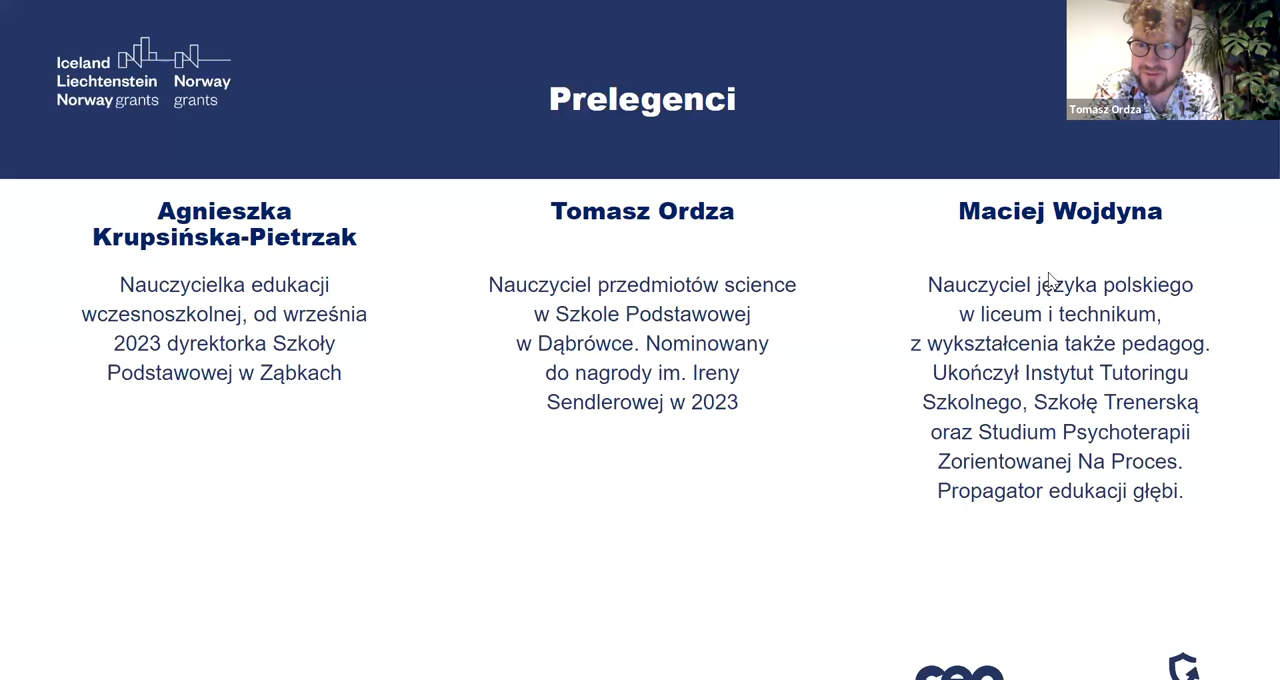 Iceland
Liechtenstein Norway
Norway grants grants
Prelegenci
Tomasz Ordza
Agnieszka
Krupsińska-Pietrzak
Nauczycielka edukacji
wczesnoszkolnej, od września
2023 dyrektorka Szkoły
Podstawowej w Ząbkach
Tomasz Ordza
Nauczyciel przedmiotów science
w Szkole Podstawowej
w Dąbrówce. Nominowany
do nagrody im. Ireny
Sendlerowej w 2023
Maciej Wojdyna
Nauczyciel języka polskiego
w liceum i technikum,
z wykształcenia także pedagog.
Ukończył Instytut Tutoringu
Szkolnego, Szkołę Trenerską
oraz Studium Psychoterapii
Zorientowanej Na Proces.
Propagator edukacji głębi.